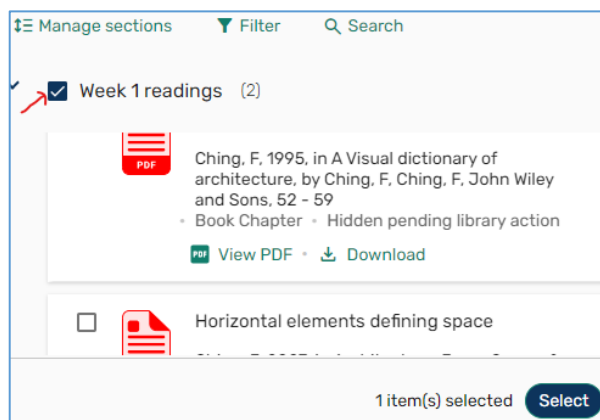 Manage sections Filter Search
Week 1 readings (2)
PDF
Ching, F, 1995, in A Visual dictionary of
architecture, by Ching, F, Ching, F, John Wiley
and Sons, 52 - 59
• Book Chapter • Hidden pending library action
PDF View PDF • Download
Horizontal elements defining space
1 item(s) selected Select